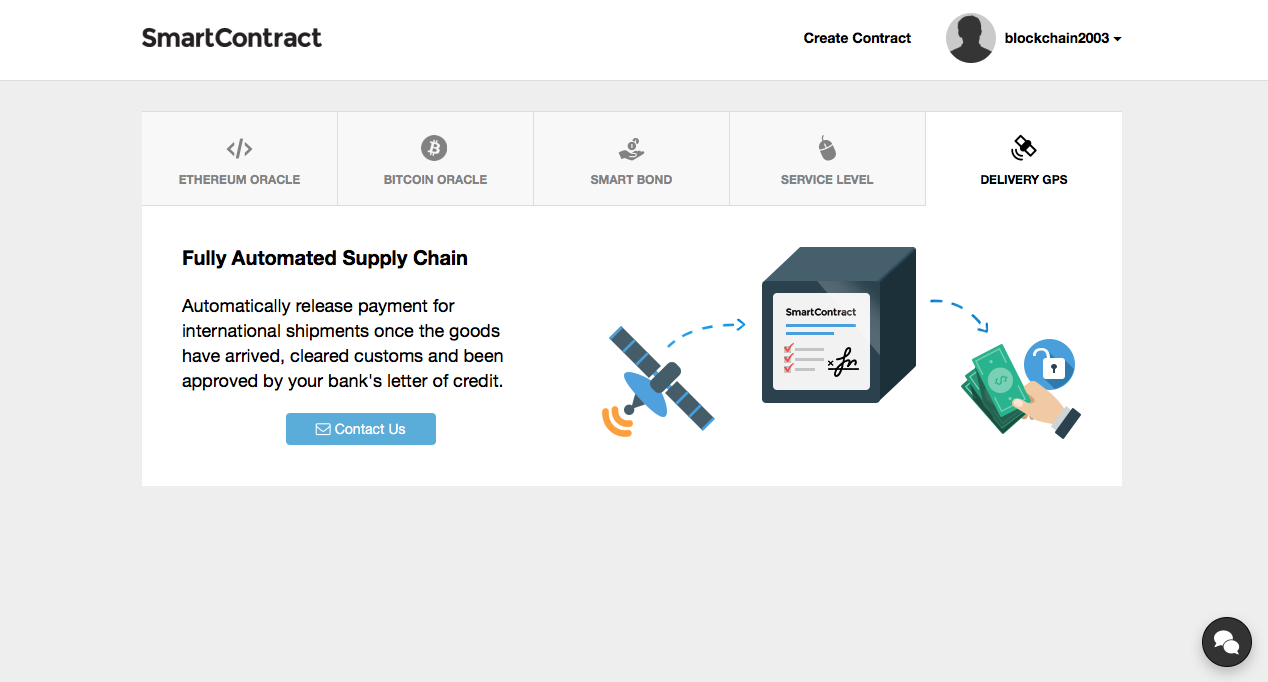 SmartContract
Create Contract
blockchain2003
ETHEREUM ORACLE
BITCOIN ORACLE
SMART BOND
SERVICE LEVEL
DELIVERY GPS
Fully Automated Supply Chain
Automatically release payment for
international shipments once the goods
have arrived, cleared customs and been
approved by your bank's letter of credit.
Contact Us
SmartContract